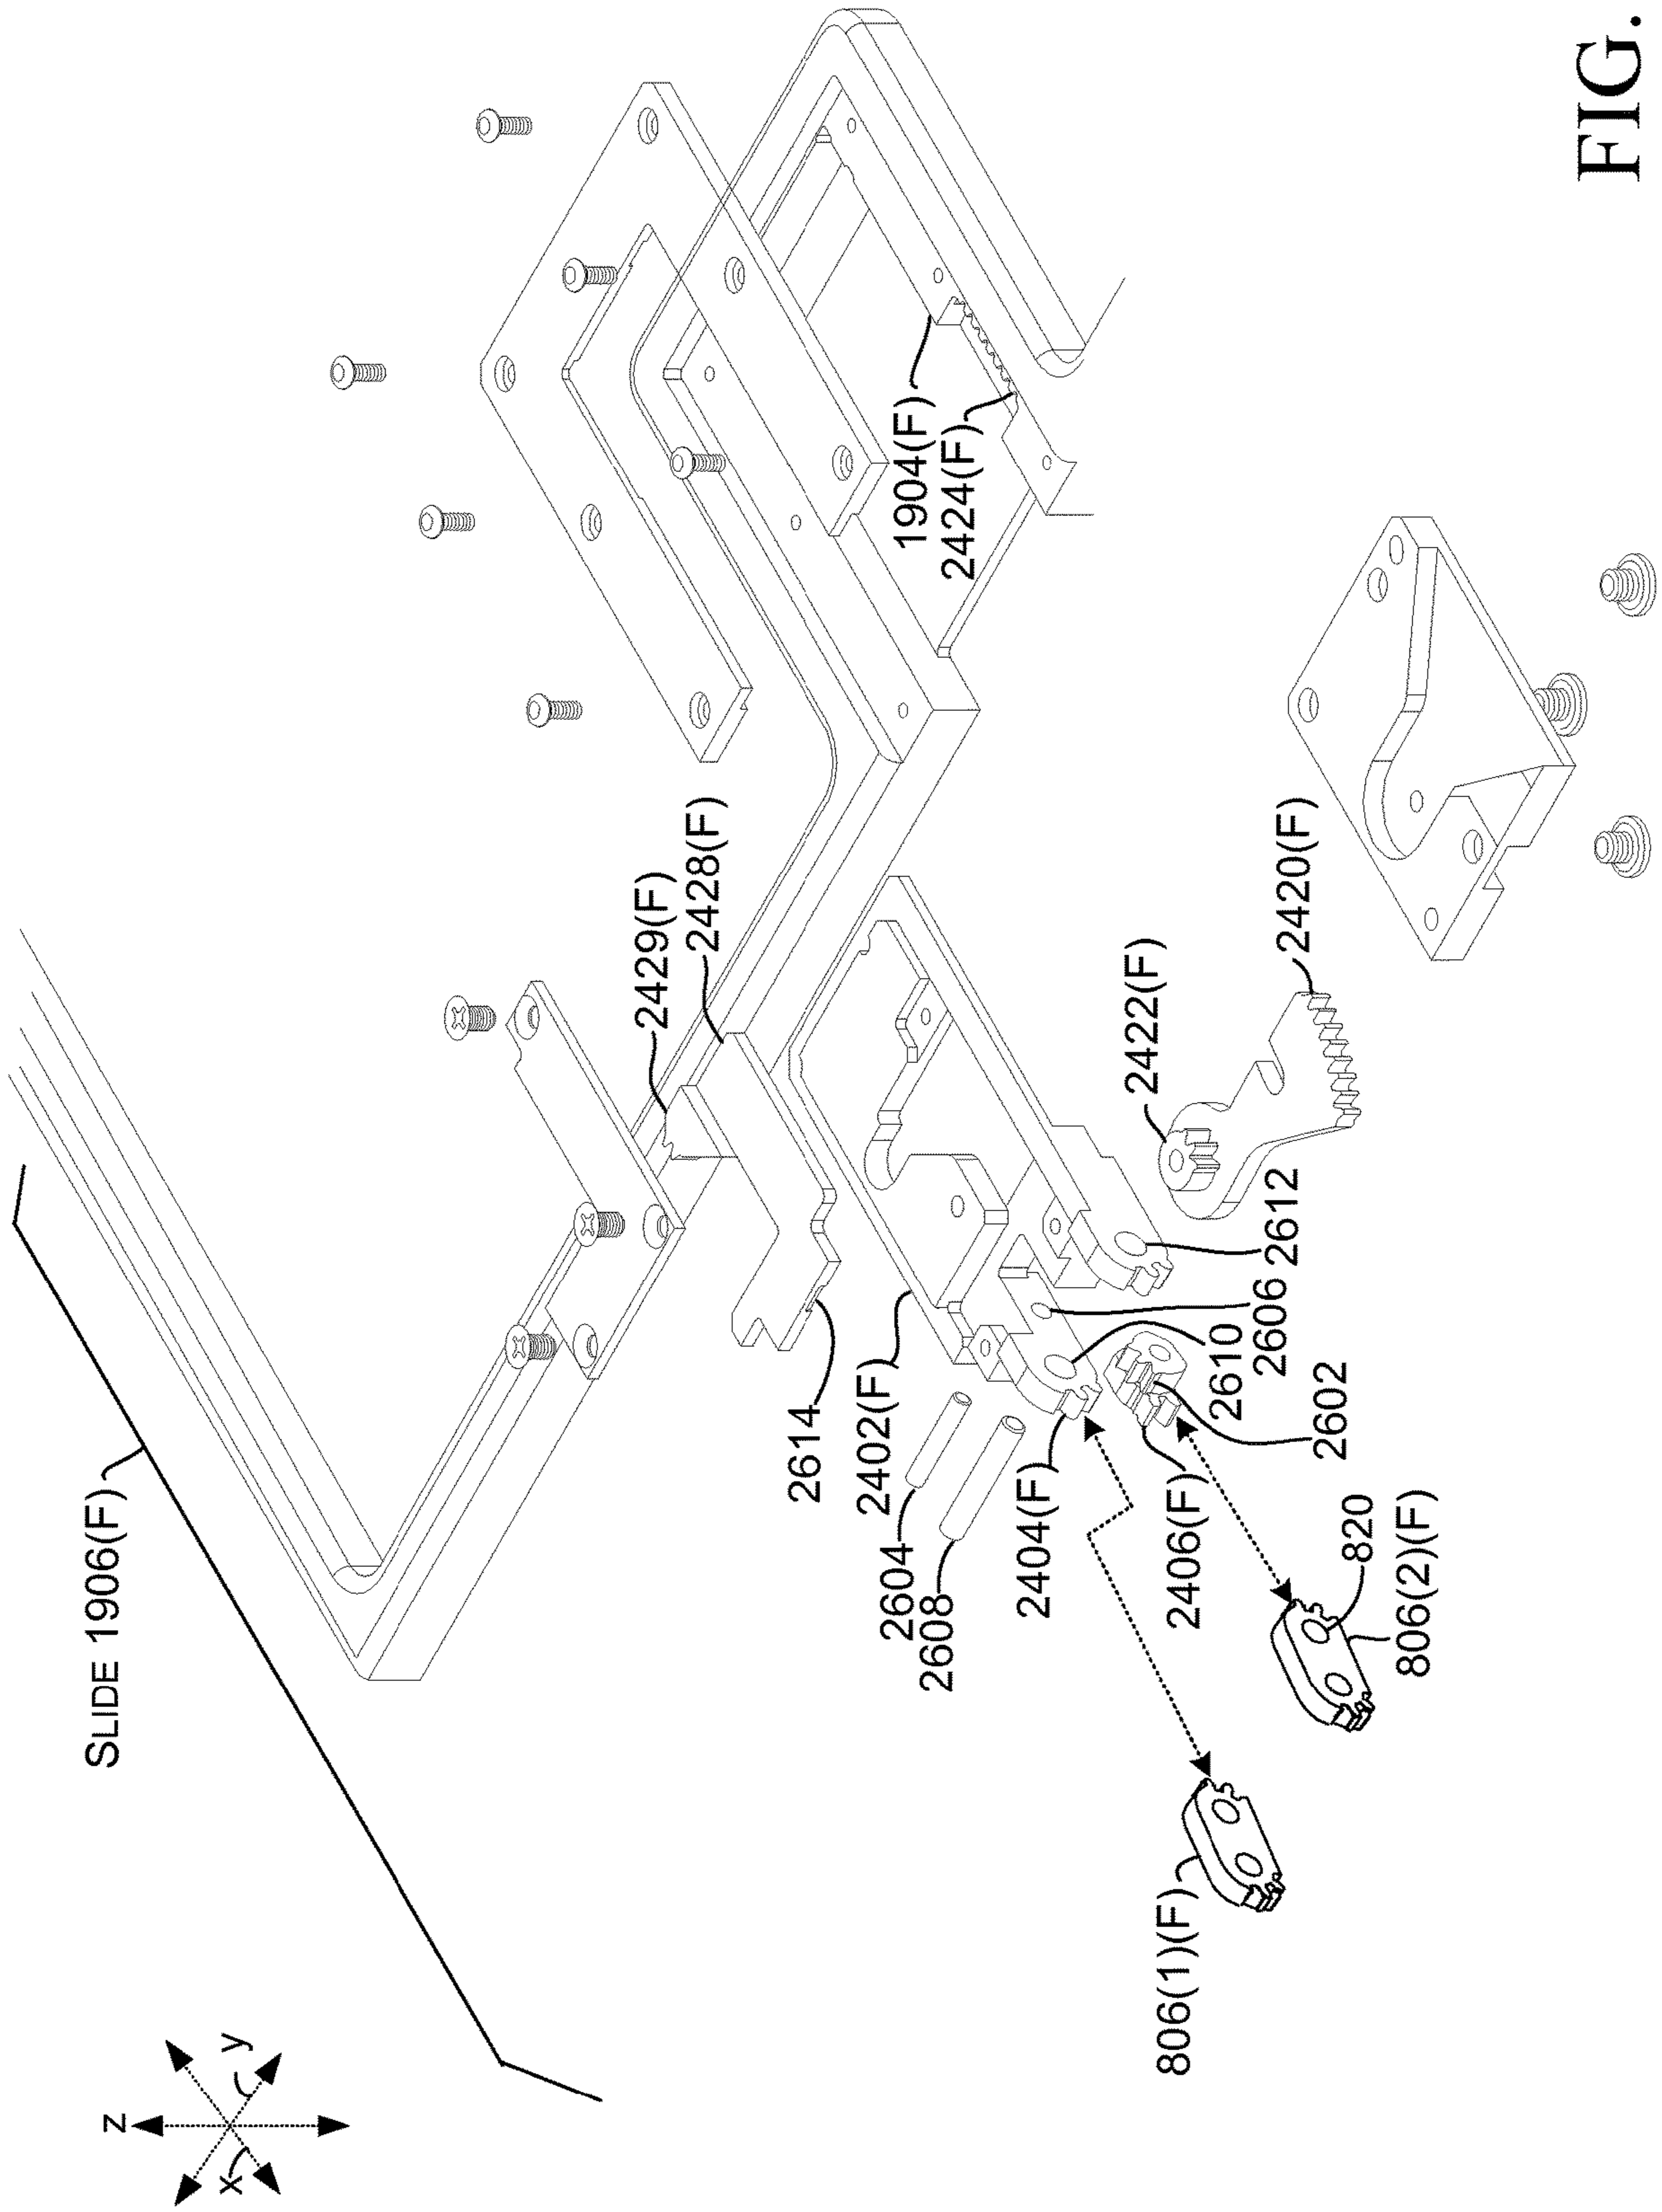 SLIDE 1906(F)
z
y
x
2429(F)
2428(F)
1904(F)
2424(F)
2614
2402(F)
2604
2608
2404(F)
2406(F)
2422(F)
2420(F)
2612
2606
2610
2602
820
806(2)(F)
806(1)(F)
FIG.